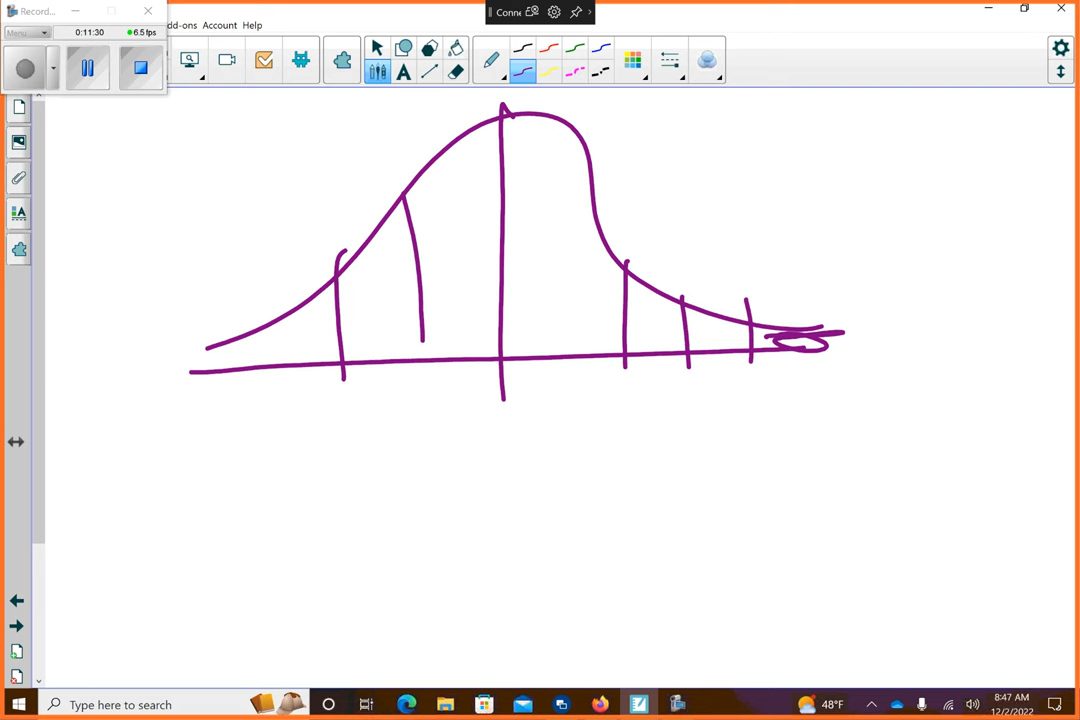 Record...
Conne
dd-ons Account Help
Menu
0:11:30
6.5 fps
A
A
Type here to search
48°F
8:47 AM
12/2/2022